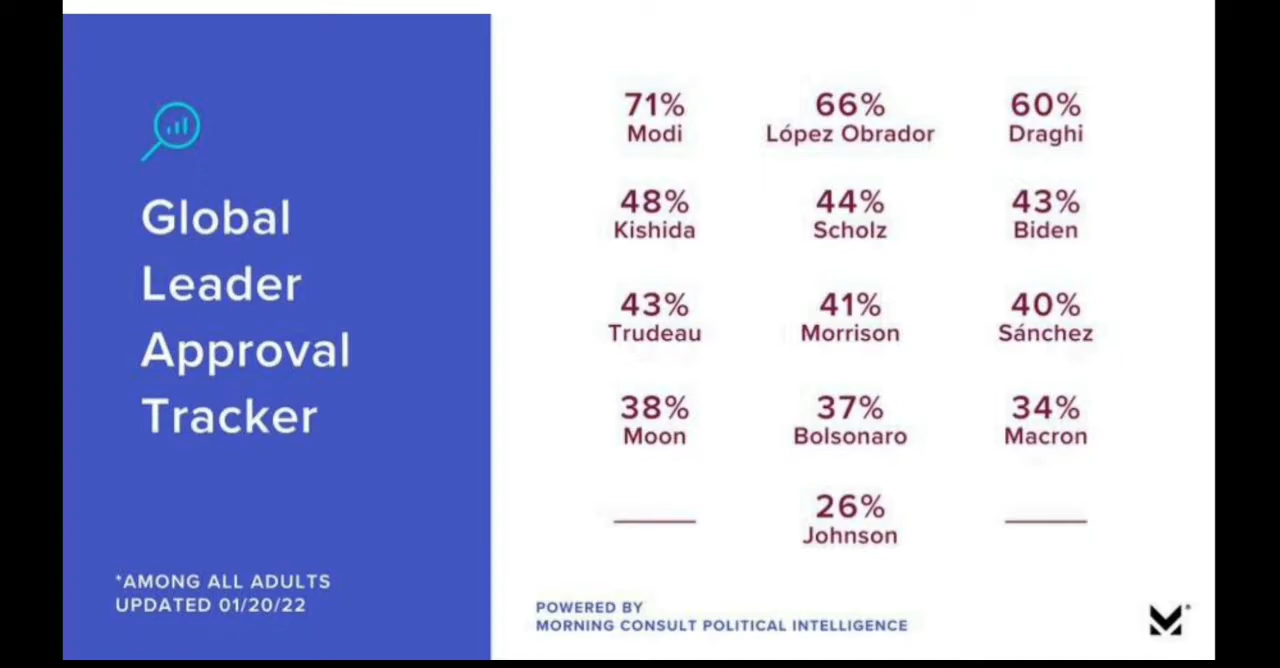 Global
Leader
Approval
Tracker
*AMONG ALL ADULTS
UPDATED 01/20/22
71% 66% 60%
Modi López Obrador Draghi
48% 44% 43%
Kishida Scholz Biden
43% 41% 40%
Trudeau Morrison Sánchez
38% 37% 34%
Moon Bolsonaro Macron
26%
Johnson
POWERED BY
MORNING CONSULT POLITICAL INTELLIGENCE